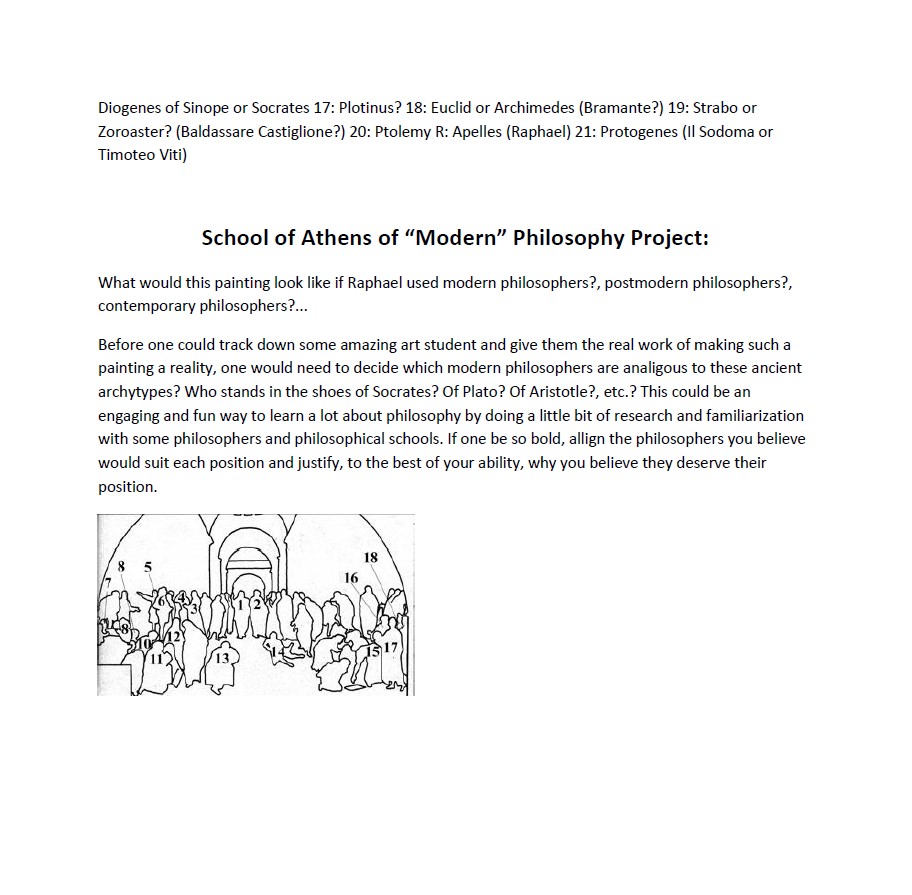 Diogenes of Sinope or Socrates 17: Plotinus? 18: Euclid or Archimedes (Bramante?) 19: Strabo or
Zoroaster? (Baldassare Castiglione?) 20: Ptolemy R: Apelles (Raphael) 21: Protogenes (Il Sodoma or
Timoteo Viti)
School of Athens of “Modern” Philosophy Project:
What would this painting look like if Raphael used modern philosophers?, postmodern philosophers?,
contemporary philosophers?...
Before one could track down some amazing art student and give them the real work of making such a
painting a reality, one would need to decide which modern philosophers are analigous to these ancient
archytypes? Who stands in the shoes of Socrates? Of Plato? Of Aristotle?, etc.? This could be an
engaging and fun way to learn a lot about philosophy by doing a little bit of research and familiarization
with some philosophers and philosophical schools. If one be so bold, allign the philosophers you believe
would suit each position and justify, to the best of your ability, why you believe they deserve their
position.
18
8 5
7 16
6 4 3 1 2
8
10 12
11 13 14 15 17